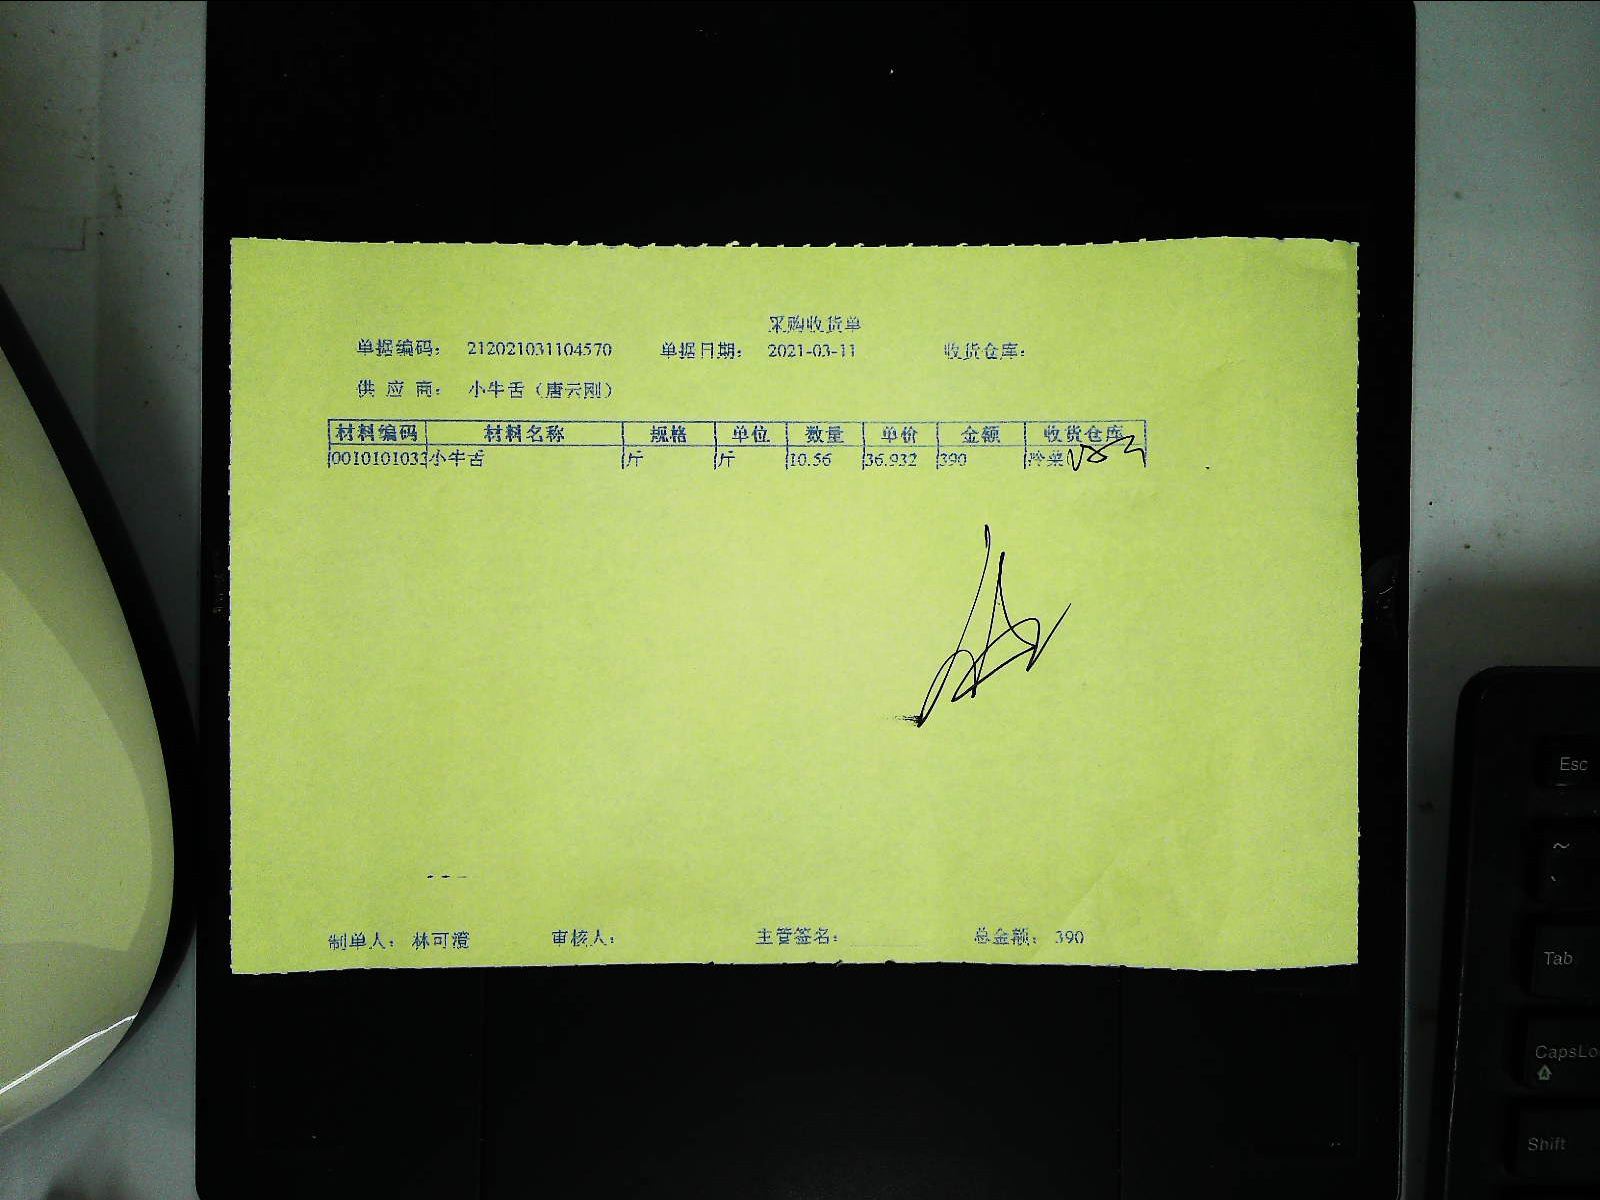 采购收货单
单据编码： 212021031104570 单据日期： 2021-03-11 收货仓库：
供 应 商： 小牛舌（唐云刚）
材料编码 材料名称 规格 单位 数量 单价 金额 收货仓库
0010101033 小牛舌 斤 斤 10.56 36.932 390 冷菜
制单人： 林可澄 审核人： 主管签名： 总金额： 390
Esc
~
`
Tab
CapsLo
Shift